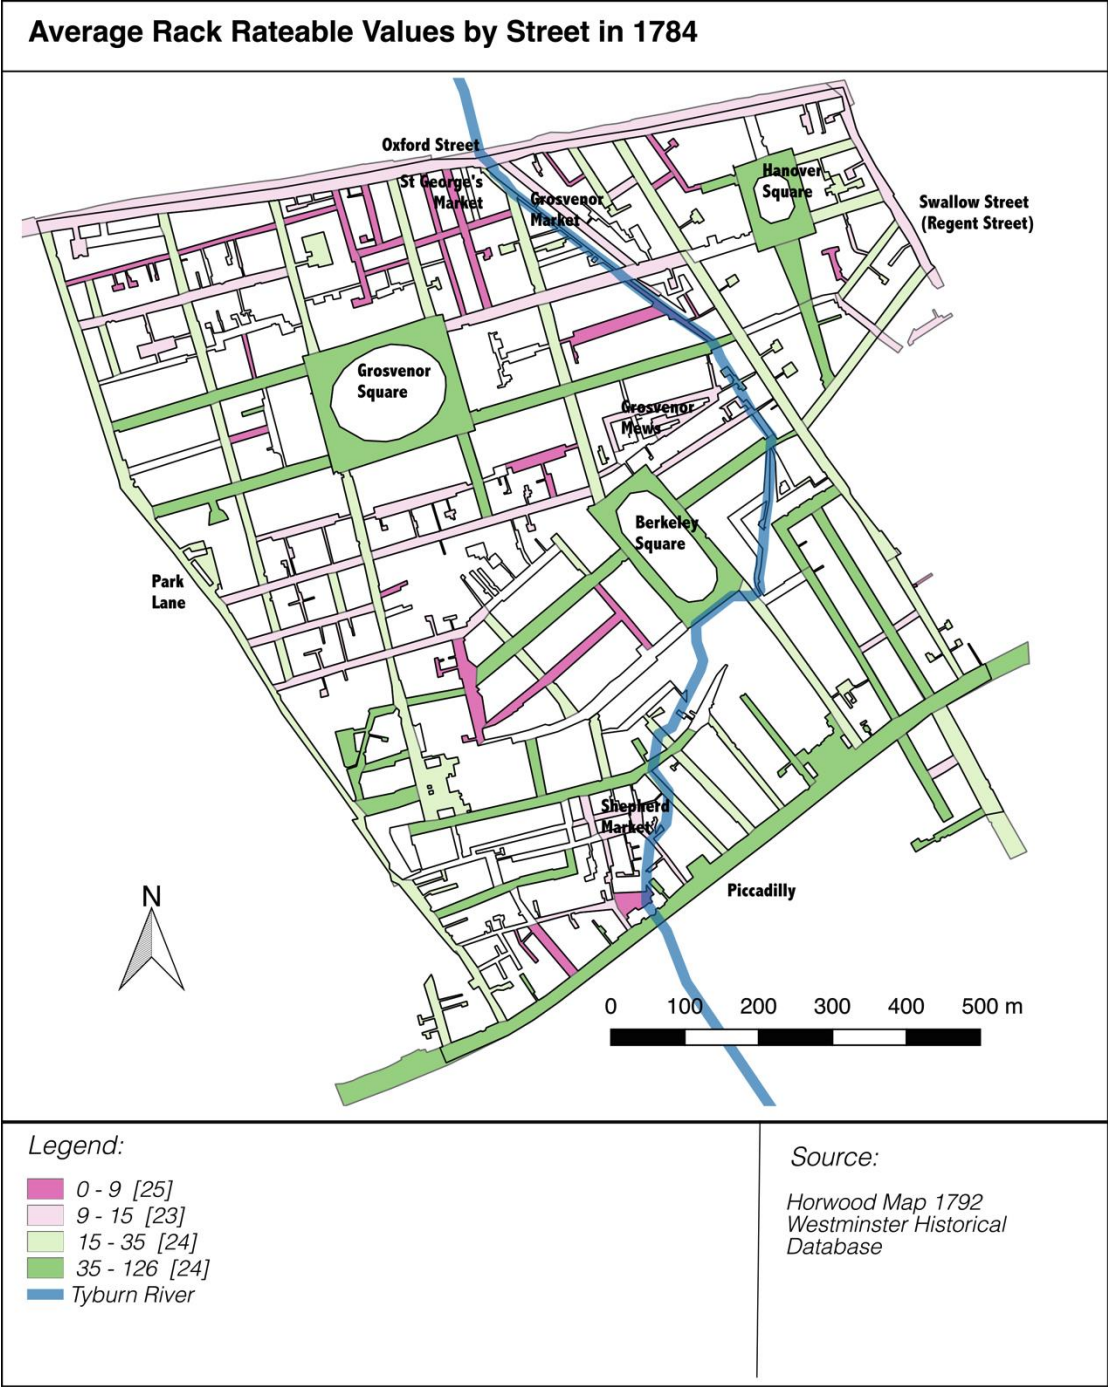 Average Rack Rateable Values by Street in 1784
Oxford Street
St George's
Market
Grosvenor
Market
Hanover
Square
Swallow Street
(Regent Street)
Grosvenor
Square
Grosvenor
Mews
Berkeley
Square
Park
Lane
Shepherd
Market
Piccadilly
N
0 100 200 300 400 500 m
Legend:
0 - 9 [25]
9 - 15 [23]
15 - 35 [24]
35 - 126 [24]
Tyburn River
Source:
Horwood Map 1792
Westminster Historical
Database